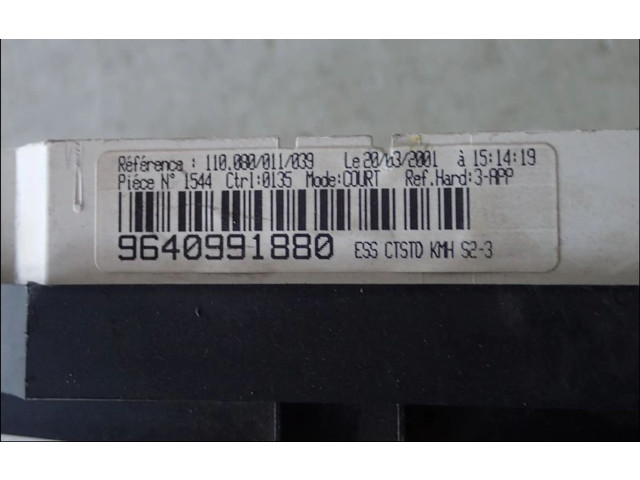 Référence : 110.080/011/039 Le 20/03/2001 à 15:14:19
Piéce N° 1544 Ctrl:0135 Mode:COURT Ref.Hard:3-APP
9640991880 ESS CTSTD KMH S2-3